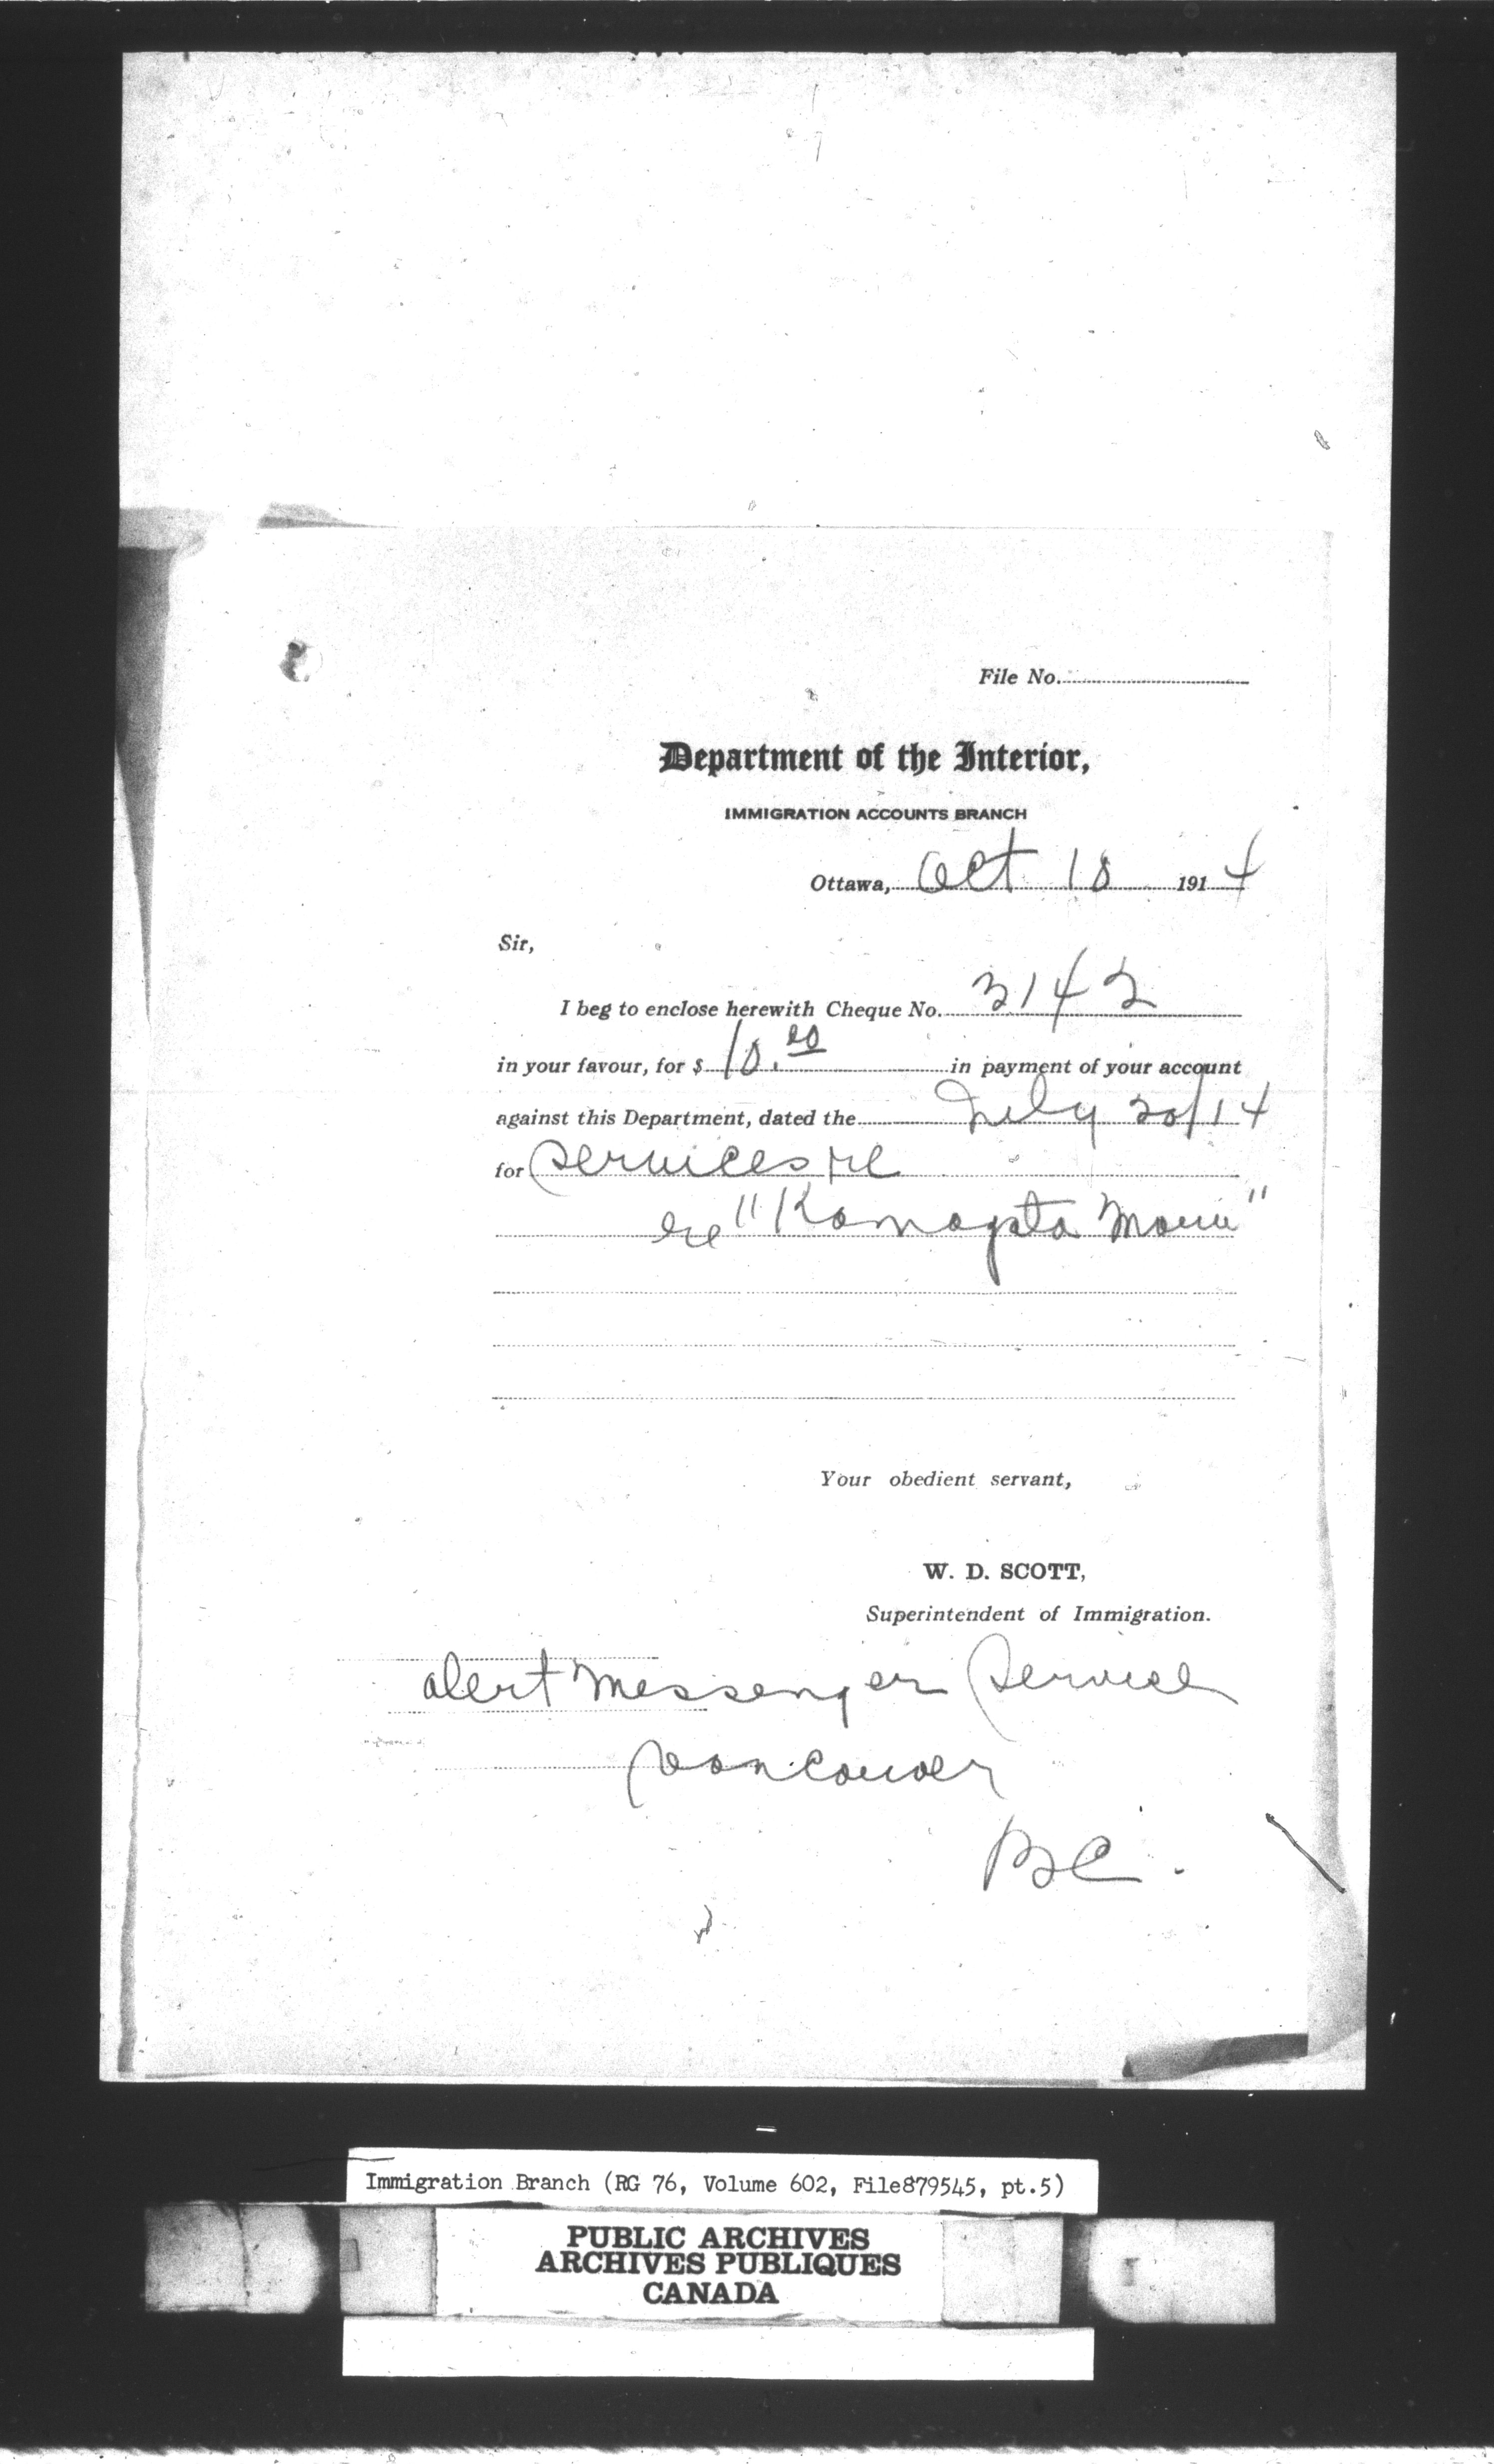 File No.
Department of the Interior,
IMMIGRATION ACCOUNTS BRANCH
Ottawa, Oct 18 1914
Sir,
I beg to enclose herewith Cheque No. 3142
in your favour, for $ 10.00 in payment of your account
against this Department, dated the July 20/14
for services re
re "Komagata Maru"
Your obedient servant,
W. D. SCOTT,
Superintendent of Immigration.
Alert Messenger Service
Vancouver
BC.
Immigration Branch (RG 76, Volume 602, File879545, pt.5)
PUBLIC ARCHIVES
ARCHIVES PUBLIQUES
CANADA